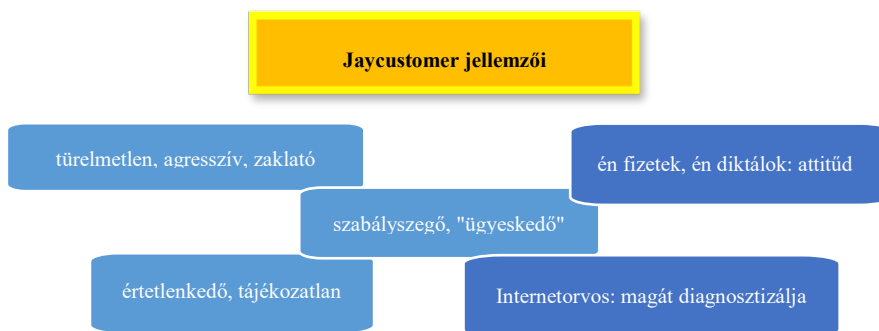 Jaycustomer jellemzői
türelmetlen, agresszív, zaklató
én fizetek, én diktálok: attitűd
szabályszegő, "ügyeskedő"
értetlenkedő, tájékozatlan
Internetorvos: magát diagnosztizálja